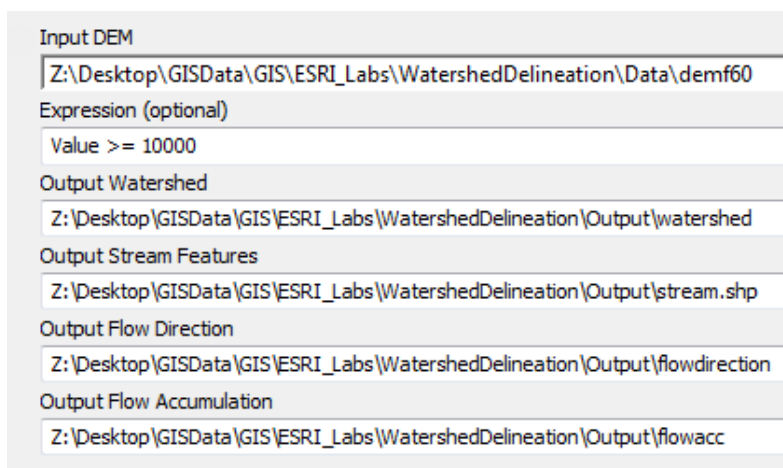 Input DEM
Z:\Desktop\GISData\GIS\ESRI_Labs\WatershedDelineation\Data\demf60
Expression (optional)
Value >= 10000
Output Watershed
Z:\Desktop\GISData\GIS\ESRI_Labs\WatershedDelineation\Output\watershed
Output Stream Features
Z:\Desktop\GISData\GIS\ESRI_Labs\WatershedDelineation\Output\stream.shp
Output Flow Direction
Z:\Desktop\GISData\GIS\ESRI_Labs\WatershedDelineation\Output\flowdirection
Output Flow Accumulation
Z:\Desktop\GISData\GIS\ESRI_Labs\WatershedDelineation\Output\flowacc